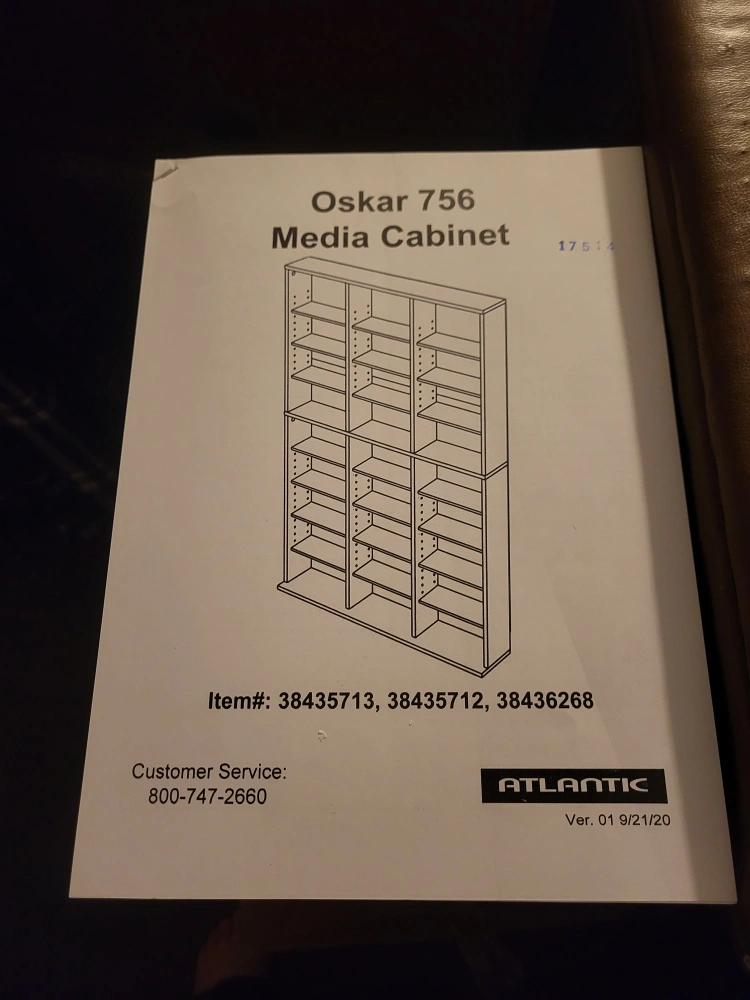 Oskar 756
Media Cabinet
17514
Item#: 38435713, 38435712, 38436268
Customer Service:
800-747-2660
ATLANTIC
Ver. 01 9/21/20